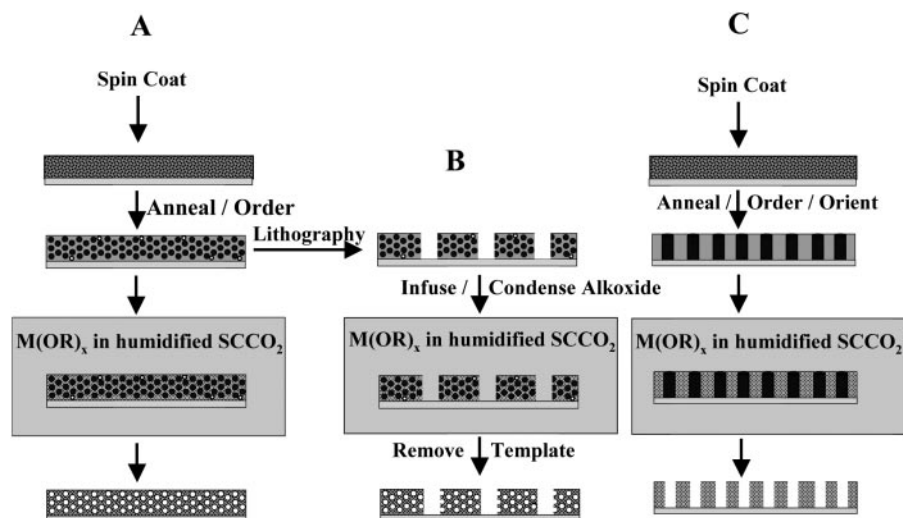 A
Spin Coat
Anneal / Order
Lithography
M(OR)x in humidified SCCO2
B
Infuse / Condense Alkoxide
M(OR)x in humidified SCCO2
Remove Template
C
Spin Coat
Anneal / Order / Orient
M(OR)x in humidified SCCO2